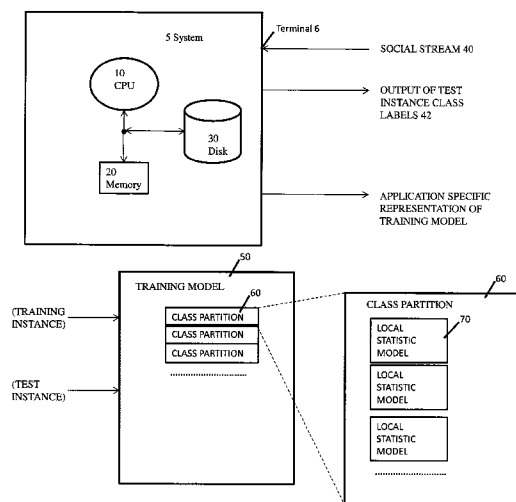 5 System
Terminal 6
10
CPU
20
Memory
30
Disk
SOCIAL STREAM 40
OUTPUT OF TEST
INSTANCE CLASS
LABELS 42
APPLICATION SPECIFIC
REPRESENTATION OF
TRAINING MODEL
50
TRAINING MODEL
60
CLASS PARTITION
CLASS PARTITION
CLASS PARTITION
(TRAINING
INSTANCE)
(TEST
INSTANCE)
60
CLASS PARTITION
70
LOCAL
STATISTIC
MODEL
LOCAL
STATISTIC
MODEL
LOCAL
STATISTIC
MODEL